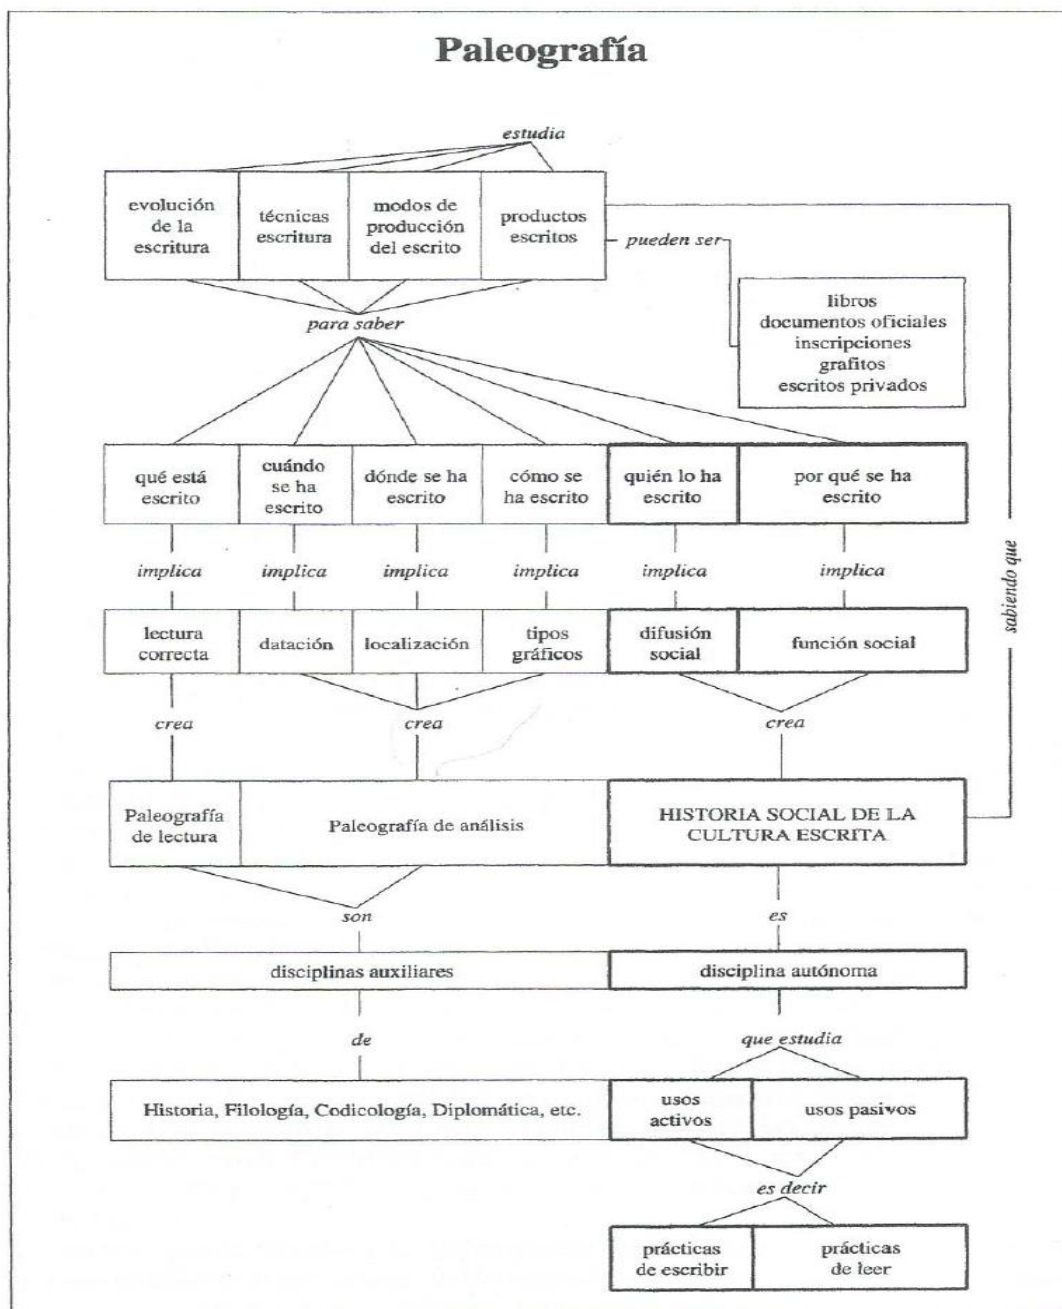 Paleografía
estudia
evolución
de la
escritura
técnicas
escritura
modos de
producción
del escrito
productos
escritos
pueden ser
libros
documentos oficiales
inscripciones
grafitos
escritos privados
para saber
qué está
escrito
cuándo
se ha
escrito
dónde se ha
escrito
cómo se
ha escrito
quién lo ha
escrito
por qué se ha
escrito
implica
implica
implica
implica
implica
implica
sabiendo que
lectura
correcta
datación
localización
tipos
gráficos
difusión
social
función social
crea
crea
crea
Paleografía
de lectura
Paleografía de análisis
HISTORIA SOCIAL DE LA
CULTURA ESCRITA
son
es
disciplinas auxiliares
disciplina autónoma
de
que estudia
Historia, Filología, Codicología, Diplomática, etc.
usos
activos
usos pasivos
es decir
prácticas
de escribir
prácticas
de leer